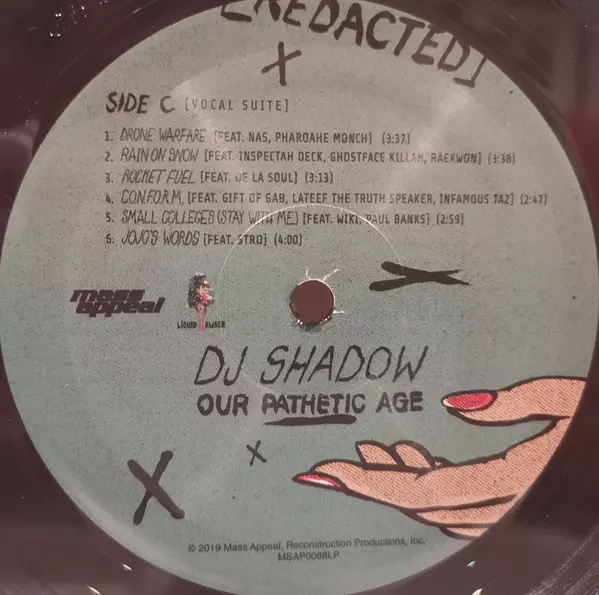 [REDACTED]
SIDE C [VOCAL SUITE]
1. DRONE WARFARE [FEAT. NAS, PHAROAHE MONCH] (3:37)
2. RAIN ON SNOW [FEAT. INSPECTAH DECK, GHOSTFACE KILLAH, RAEKWON] (3:38)
3. ROCKET FUEL [FEAT. DE LA SOUL] (3:13)
4. C.O.N.F.O.R.M. [FEAT. GIFT OF GAB, LATEEF THE TRUTH SPEAKER, INFAMOUS TAZ] (2:47)
5. SMALL COLLEGES (STAY WITH ME) [FEAT. WIKI, PAUL BANKS] (2:59)
6. JOJO'S WORDS [FEAT. STRO] (4:00)
mass
appeal
LIQUID AMBER
DJ SHADOW
OUR PATHETIC AGE
© 2019 Mass Appeal, Reconstruction Productions, Inc.
MSAP0088LP